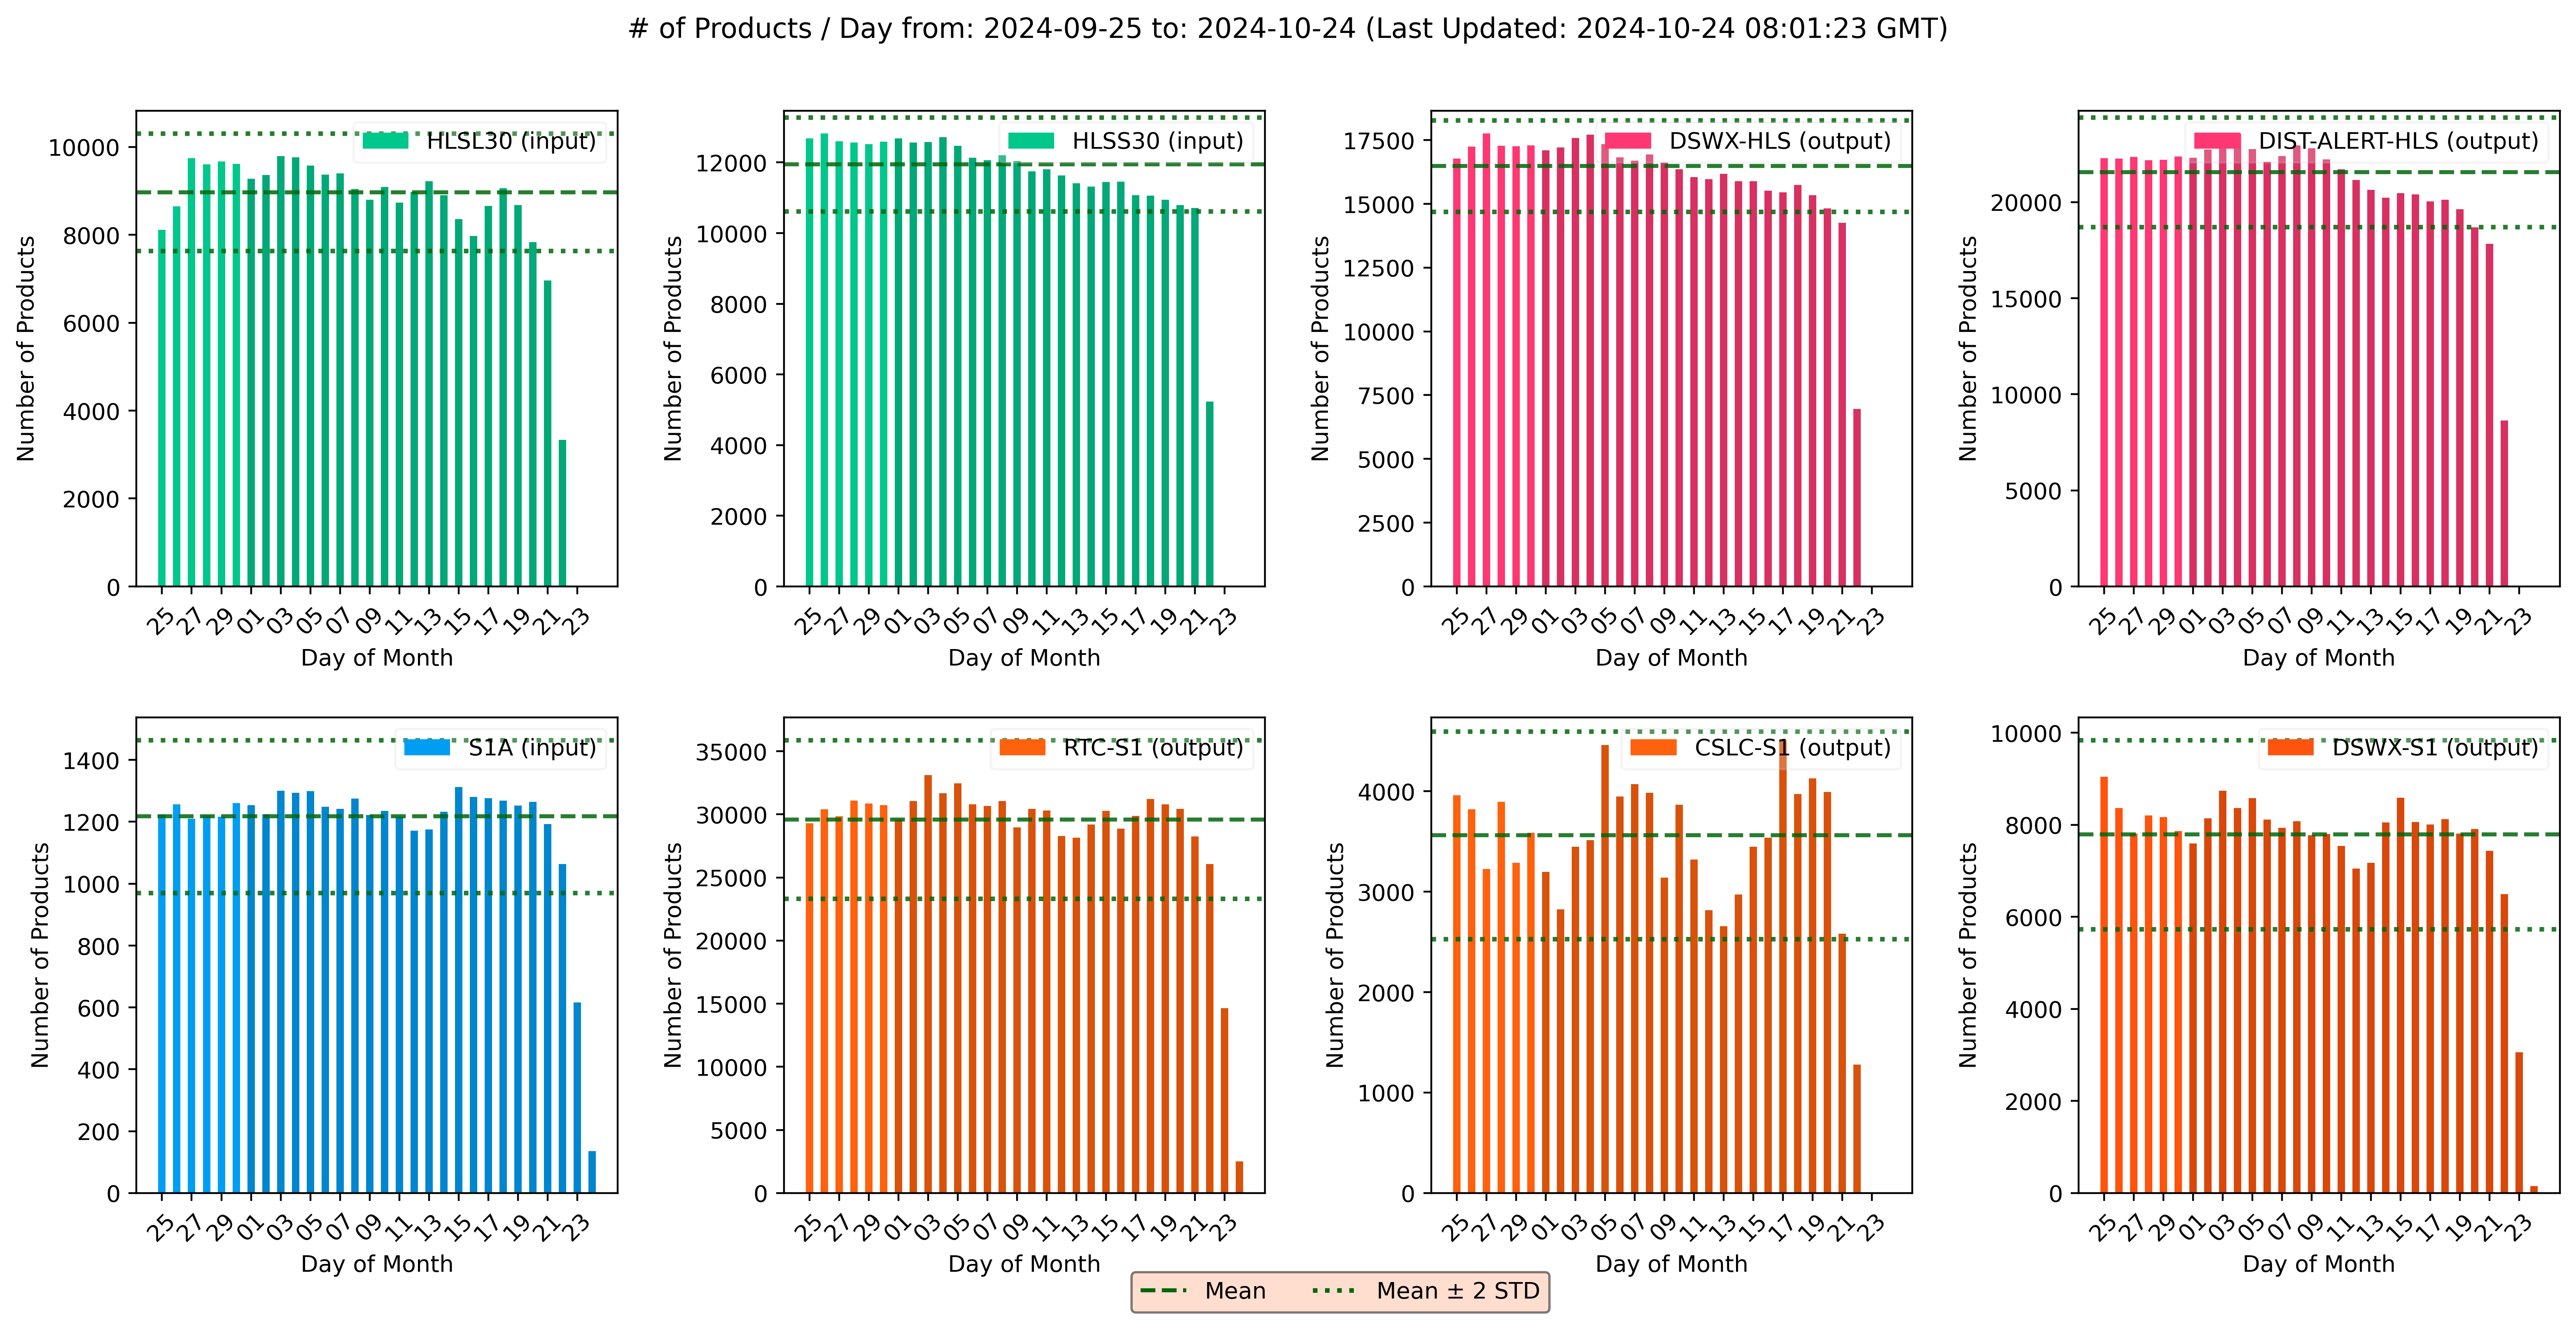 # of Products / Day from: 2024-09-25 to: 2024-10-24 (Last Updated: 2024-10-24 08:01:23 GMT)
HLSL30 (input)
Number of Products
10000
8000
6000
4000
2000
0
25 27 29 01 03 05 07 09 11 13 15 17 19 21 23
Day of Month
HLSS30 (input)
Number of Products
12000
10000
8000
6000
4000
2000
0
25 27 29 01 03 05 07 09 11 13 15 17 19 21 23
Day of Month
DSWX-HLS (output)
Number of Products
17500
15000
12500
10000
7500
5000
2500
0
25 27 29 01 03 05 07 09 11 13 15 17 19 21 23
Day of Month
DIST-ALERT-HLS (output)
Number of Products
20000
15000
10000
5000
0
25 27 29 01 03 05 07 09 11 13 15 17 19 21 23
Day of Month
S1A (input)
Number of Products
1400
1200
1000
800
600
400
200
0
25 27 29 01 03 05 07 09 11 13 15 17 19 21 23
Day of Month
RTC-S1 (output)
Number of Products
35000
30000
25000
20000
15000
10000
5000
0
25 27 29 01 03 05 07 09 11 13 15 17 19 21 23
Day of Month
CSLC-S1 (output)
Number of Products
4000
3000
2000
1000
0
25 27 29 01 03 05 07 09 11 13 15 17 19 21 23
Day of Month
DSWX-S1 (output)
Number of Products
10000
8000
6000
4000
2000
0
25 27 29 01 03 05 07 09 11 13 15 17 19 21 23
Day of Month
Mean Mean ± 2 STD